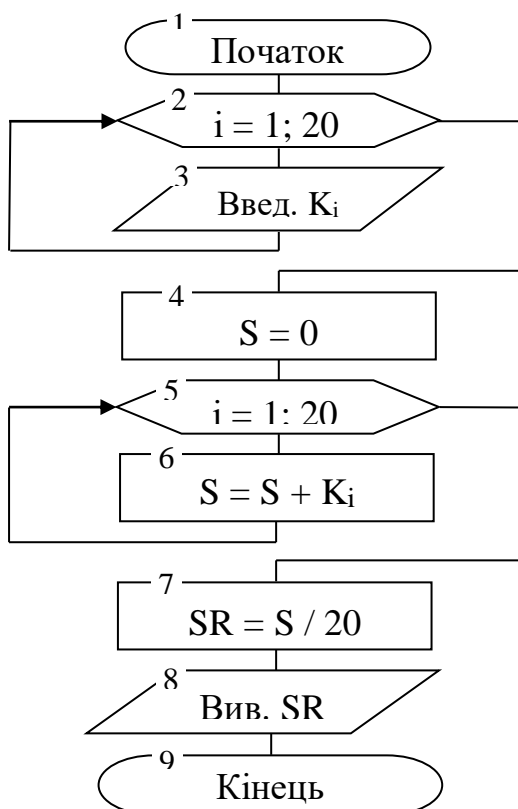 1
Початок
2
i = 1; 20
3
Введ. Kᵢ
4
S = 0
5
i = 1; 20
6
S = S + Kᵢ
7
SR = S / 20
8
Вив. SR
9
Кінець